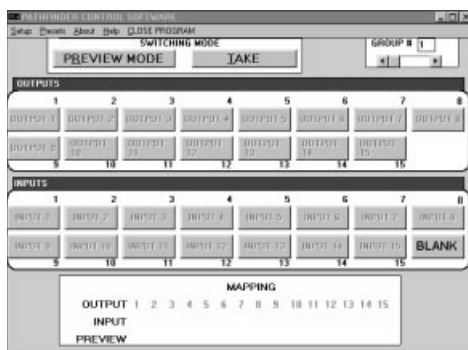 PATHFINDER CONTROL SOFTWARE
Setup Presets About Help CLOSE PROGRAM
SWITCHING MODE
GROUP # 1
PREVIEW MODE TAKE
OUTPUTS
1 2 3 4 5 6 7 8
OUTPUT 1 OUTPUT 2 OUTPUT 3 OUTPUT 4 OUTPUT 5 OUTPUT 6 OUTPUT 7 OUTPUT 8
OUTPUT 9 OUTPUT 10 OUTPUT 11 OUTPUT 12 OUTPUT 13 OUTPUT 14 OUTPUT 15
9 10 11 12 13 14 15
INPUTS
1 2 3 4 5 6 7 8
INPUT 1 INPUT 2 INPUT 3 INPUT 4 INPUT 5 INPUT 6 INPUT 7 INPUT 8
INPUT 9 INPUT 10 INPUT 11 INPUT 12 INPUT 13 INPUT 14 INPUT 15 BLANK
9 10 11 12 13 14 15
MAPPING
OUTPUT 1 2 3 4 5 6 7 8 9 10 11 12 13 14 15
INPUT
PREVIEW